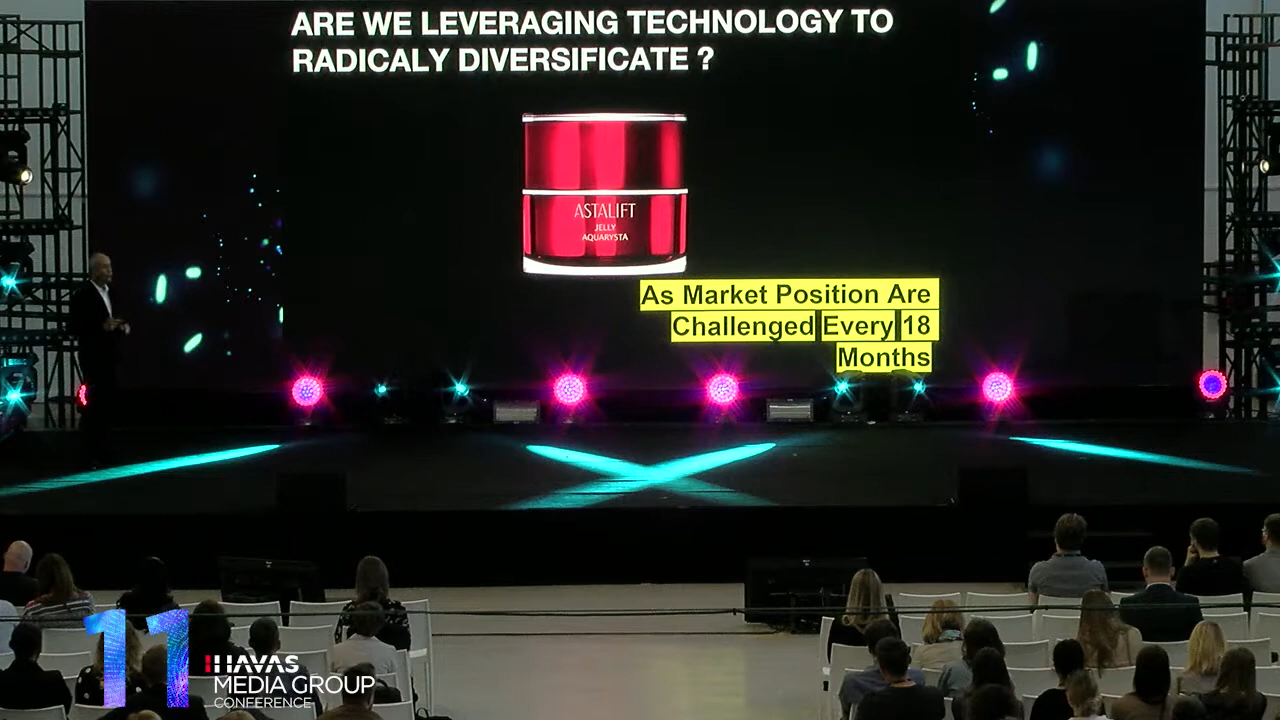 ARE WE LEVERAGING TECHNOLOGY TO
RADICALY DIVERSIFICATE ?
ASTALIFT
JELLY
AQUARYSTA
As Market Position Are
Challenged Every 18
Months
11
HAVAS
MEDIA GROUP
CONFERENCE